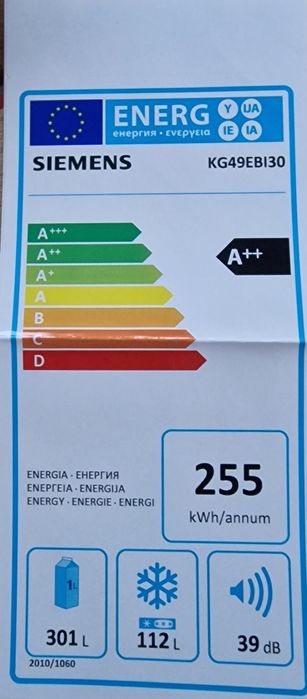 ENERG Y IJA
енергия · ενεργεια IE IA
SIEMENS KG49EBI30
A+++
A++ A++
A+
A
B
C
D
ENERGIA · ЕНЕРГИЯ
ΕΝΕΡΓΕΙΑ · ENERGIJA
ENERGY · ENERGIE · ENERGI
255
kWh/annum
1L
301 L 112 L 39 dB
2010/1060